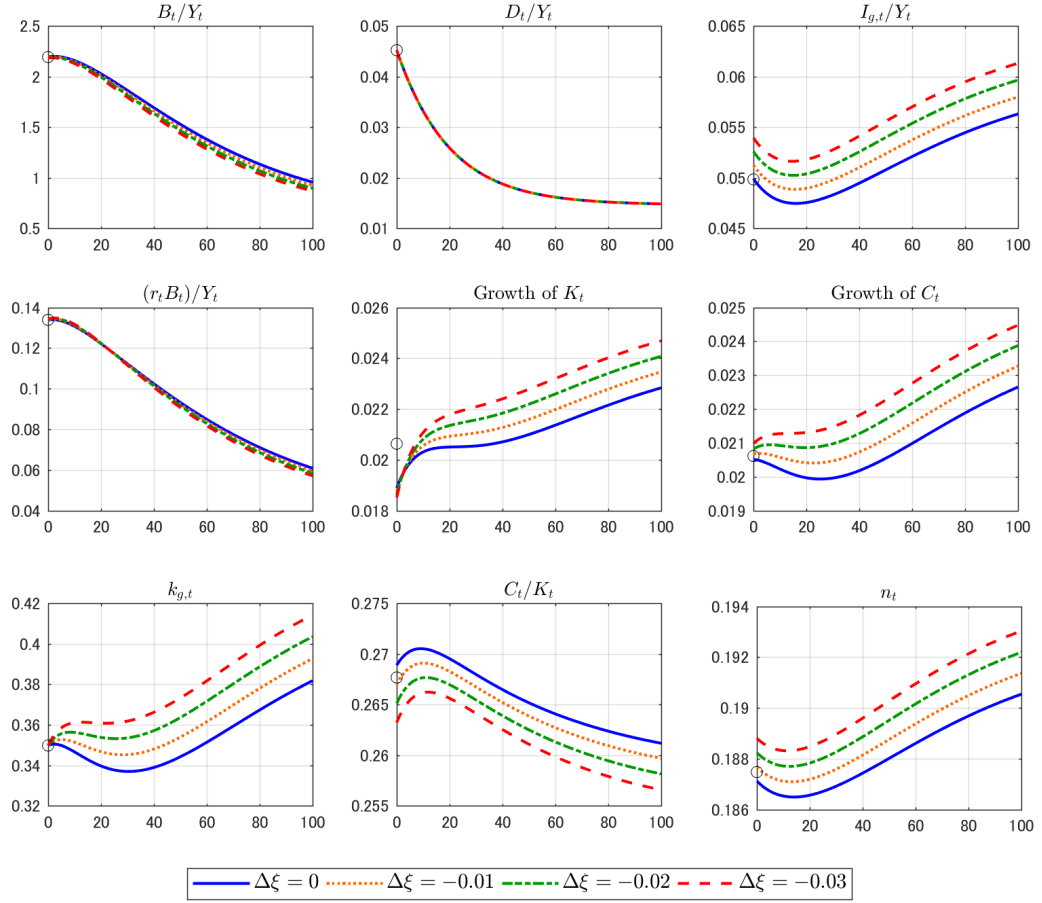 B_t/Y_t
2.5
2
1.5
1
0.5
0 20 40 60 80 100
D_t/Y_t
0.05
0.04
0.03
0.02
0.01
0 20 40 60 80 100
I_{g,t}/Y_t
0.065
0.06
0.055
0.05
0.045
0 20 40 60 80 100
(r_tB_t)/Y_t
0.14
0.12
0.1
0.08
0.06
0.04
0 20 40 60 80 100
Growth of K_t
0.026
0.024
0.022
0.02
0.018
0 20 40 60 80 100
Growth of C_t
0.025
0.024
0.023
0.022
0.021
0.02
0.019
0 20 40 60 80 100
k_{g,t}
0.42
0.4
0.38
0.36
0.34
0.32
0 20 40 60 80 100
C_t/K_t
0.275
0.27
0.265
0.26
0.255
0 20 40 60 80 100
n_t
0.194
0.192
0.19
0.188
0.186
0 20 40 60 80 100
Δξ = 0 Δξ = −0.01 Δξ = −0.02 Δξ = −0.03